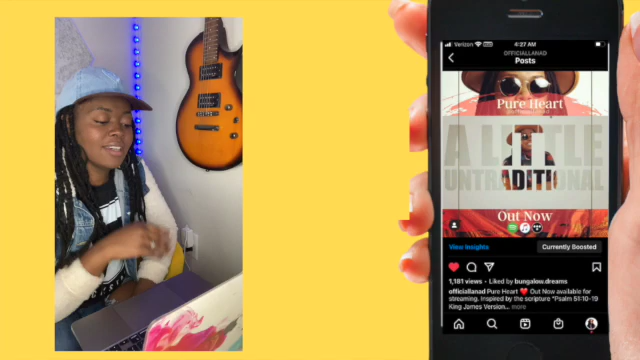 Verizon
4:27 AM
OFFICIALLANAD
Posts
Pure Heart
A LITTLE
UNTRADITIONAL
Out Now
View Insights
Currently Boosted
1,181 views • Liked by bungalow.dreams
officiallanad Pure Heart ❤️ Out Now available for
streaming. Inspired by the scripture "Psalm 51:10-19
King James Version... more